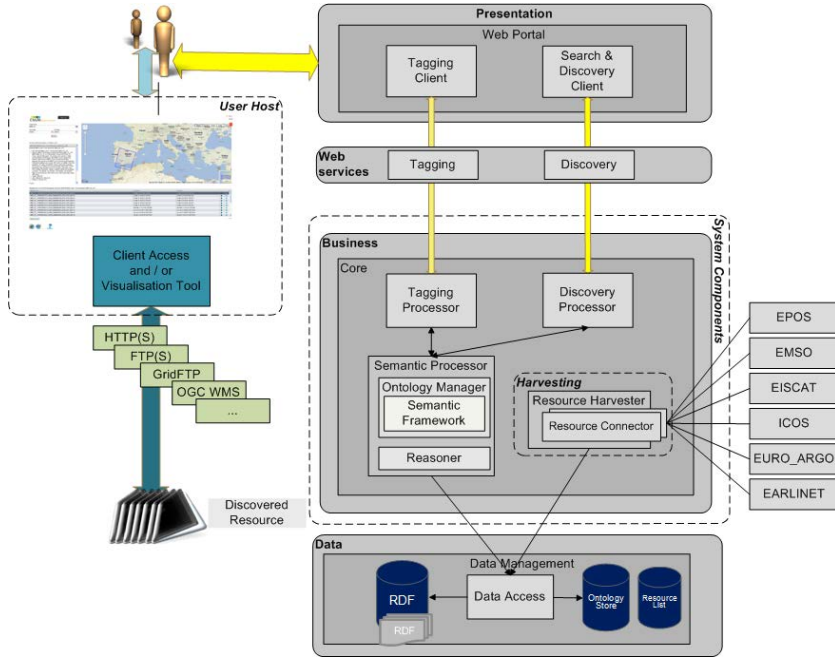 Presentation
Web Portal
Tagging
Client
Search &
Discovery
Client
User Host
Web
services
Tagging
Discovery
System Components
Business
Core
Client Access
and / or
Visualisation Tool
Tagging
Processor
Discovery
Processor
HTTP(S)
FTP(S)
GridFTP
OGC WMS
...
Semantic Processor
Ontology Manager
Semantic
Framework
Reasoner
Harvesting
Resource Harvester
Resource Connector
EPOS
EMSO
EISCAT
ICOS
EURO_ARGO
EARLINET
Discovered
Resource
Data
Data Management
RDF
RDF
Data Access
Ontology
Store
Resource
List